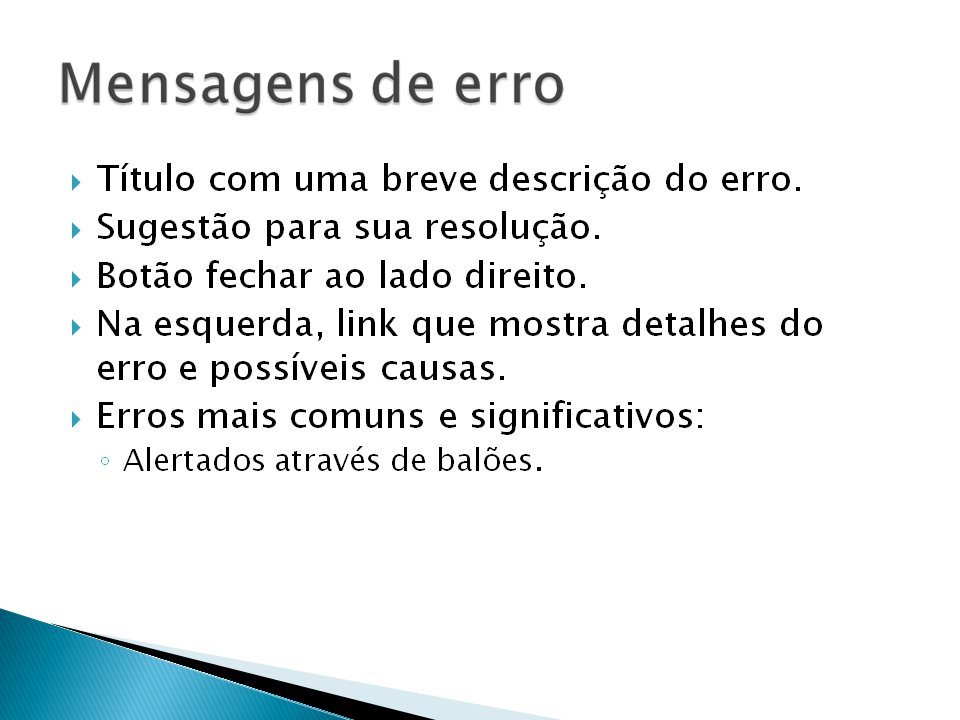 Mensagens de erro
Título com uma breve descrição do erro.
Sugestão para sua resolução.
Botão fechar ao lado direito.
Na esquerda, link que mostra detalhes do
erro e possíveis causas.
Erros mais comuns e significativos:
Alertados através de balões.